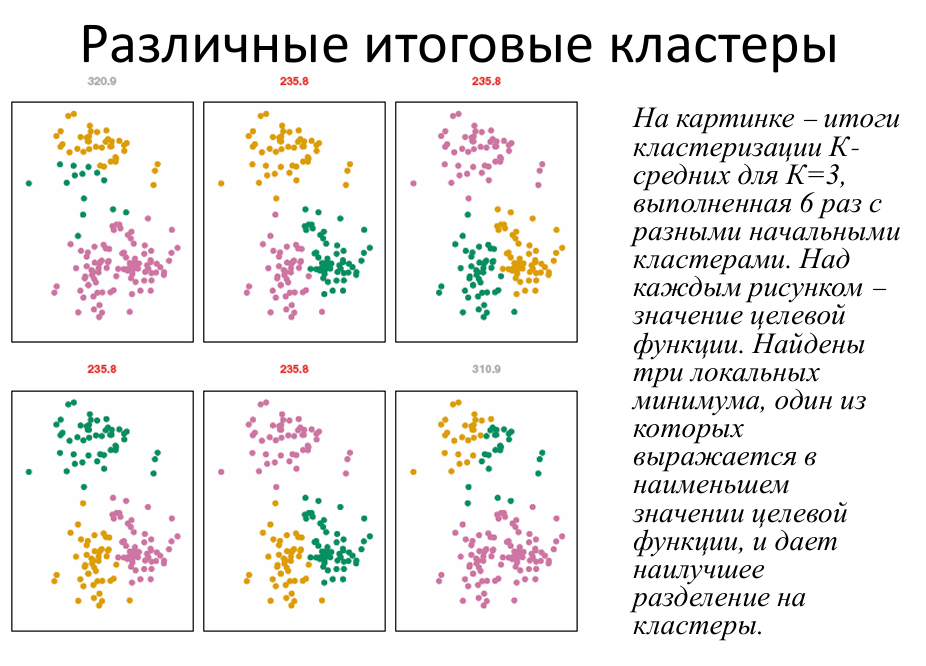 Различные итоговые кластеры
320.9
235.8
235.8
На картинке – итоги
кластеризации К-
средних для К=3,
выполненная 6 раз с
разными начальными
кластерами. Над
каждым рисунком –
значение целевой
функции. Найдены
три локальных
минимума, один из
которых
выражается в
наименьшем
значении целевой
функции, и дает
наилучшее
разделение на
кластеры.
235.8
235.8
310.9